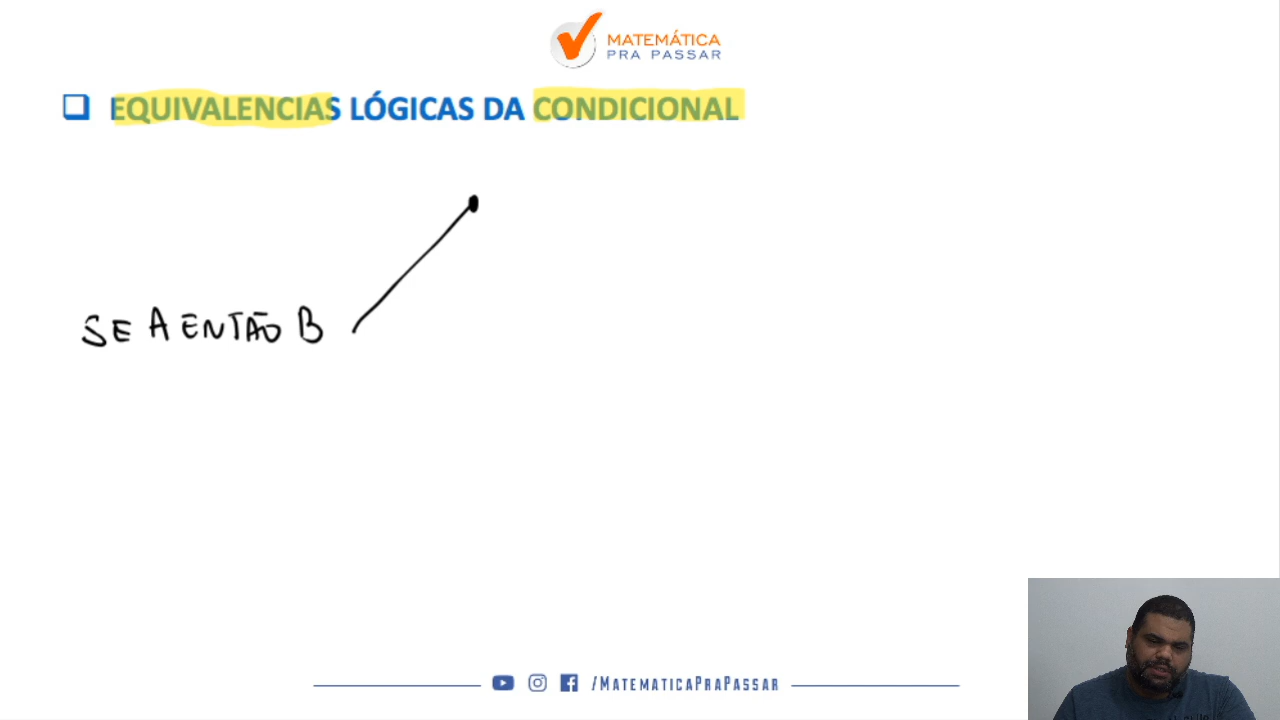 MATEMÁTICA
PRA PASSAR
EQUIVALENCIAS LÓGICAS DA CONDICIONAL
SE A ENTÃO B
/MATEMATICAPRAPASSAR